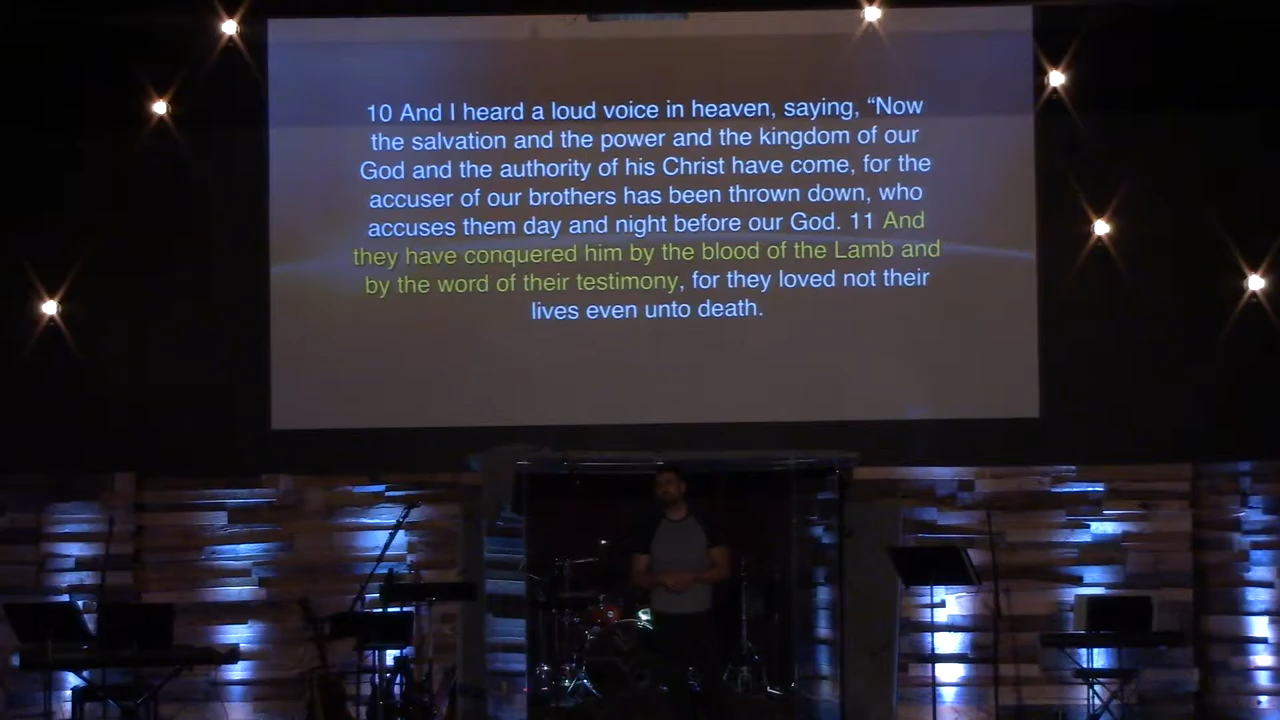 10 And I heard a loud voice in heaven, saying, “Now
the salvation and the power and the kingdom of our
God and the authority of his Christ have come, for the
accuser of our brothers has been thrown down, who
accuses them day and night before our God. 11 And
they have conquered him by the blood of the Lamb and
by the word of their testimony, for they loved not their
lives even unto death.